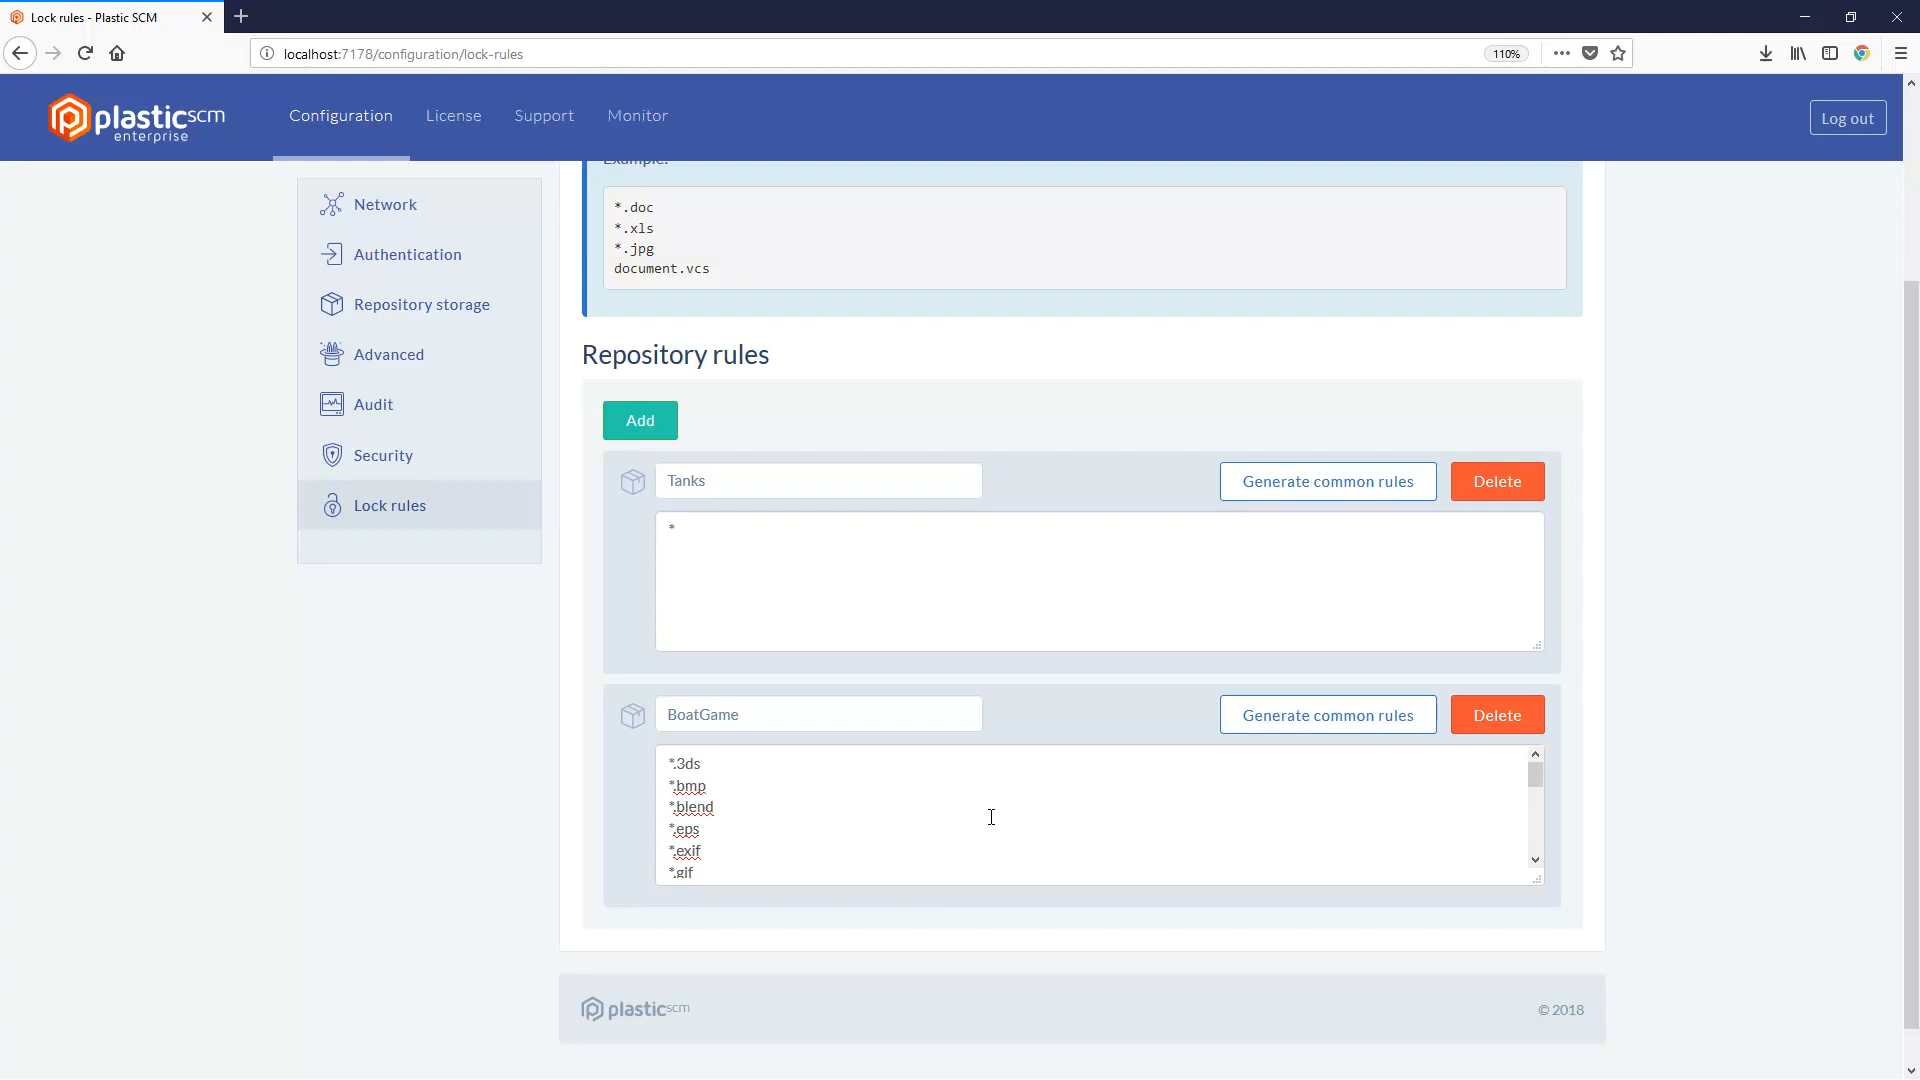 Lock rules - Plastic SCM
localhost:7178/configuration/lock-rules
110%
plasticscm
enterprise
Configuration
License
Support
Monitor
Log out
Example:
Network
Authentication
Repository storage
Advanced
Audit
Security
Lock rules
*.doc
*.xls
*.jpg
document.vcs
Repository rules
Add
Tanks
Generate common rules
Delete
*
BoatGame
Generate common rules
Delete
*.3ds
*.bmp
*.blend
*.eps
*.exif
*.gif
plasticscm
© 2018